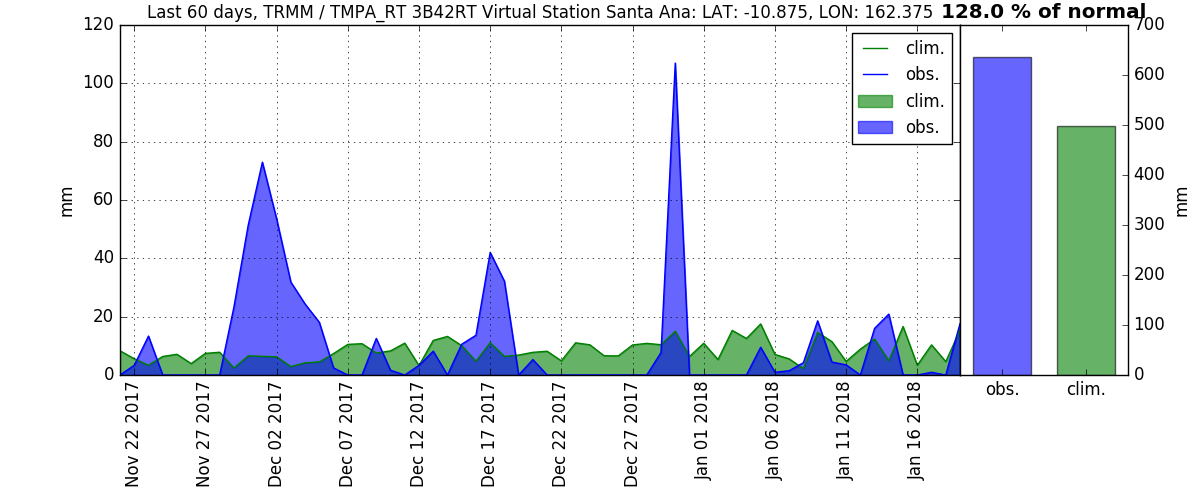 Last 60 days, TRMM / TMPA_RT 3B42RT Virtual Station Santa Ana: LAT: -10.875, LON: 162.375
128.0 % of normal
120
100
80
60
40
20
0
mm
clim.
obs.
clim.
obs.
Nov 22 2017
Nov 27 2017
Dec 02 2017
Dec 07 2017
Dec 12 2017
Dec 17 2017
Dec 22 2017
Dec 27 2017
Jan 01 2018
Jan 06 2018
Jan 11 2018
Jan 16 2018
700
600
500
400
300
200
100
0
mm
obs.
clim.